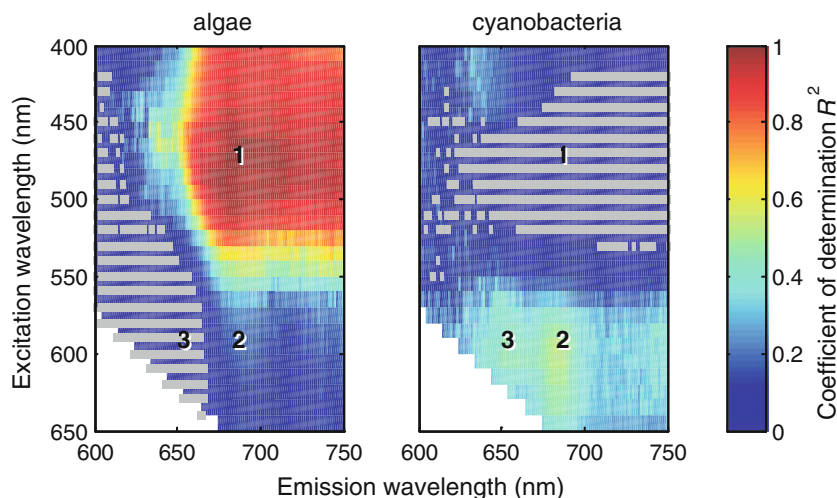 algae
cyanobacteria
400
450
500
550
600
650
Excitation wavelength (nm)
1
3 2
600 650 700 750
1
3 2
600 650 700 750
Emission wavelength (nm)
1
0.8
0.6
0.4
0.2
0
Coefficient of determination R²